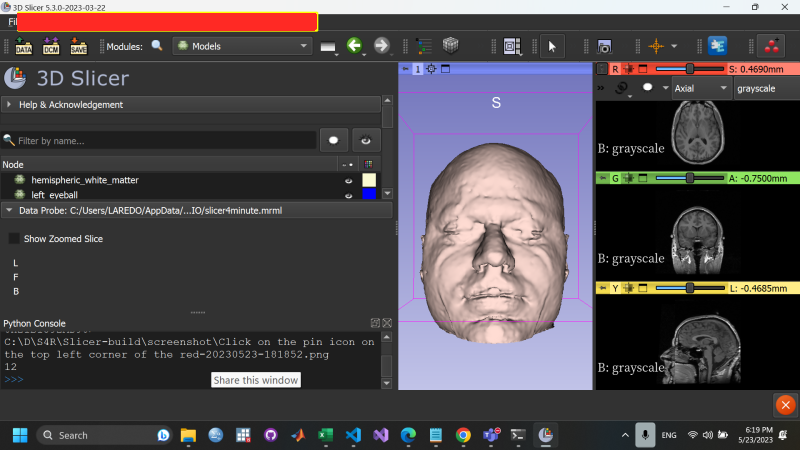 3D Slicer 5.3.0-2023-03-22
Fil
DATA
DCM
SAVE
Modules:
Models
3D Slicer
Help & Acknowledgement
Filter by name...
Node
hemispheric_white_matter
left_eyeball
Data Probe: C:/Users/LAREDO/AppData/...IO/slicer4minute.mrml
Show Zoomed Slice
L
F
B
Python Console
C:\D\S4R\Slicer-build\screenshot\Click on the pin icon on
the top left corner of the red-20230523-181852.png
12
>>>
Share this window
1
S
R
S: 0.4690mm
Axial
grayscale
B: grayscale
G
A: -0.7500mm
B: grayscale
Y
L: -0.4685mm
B: grayscale
Search
ENG
6:19 PM
5/23/2023